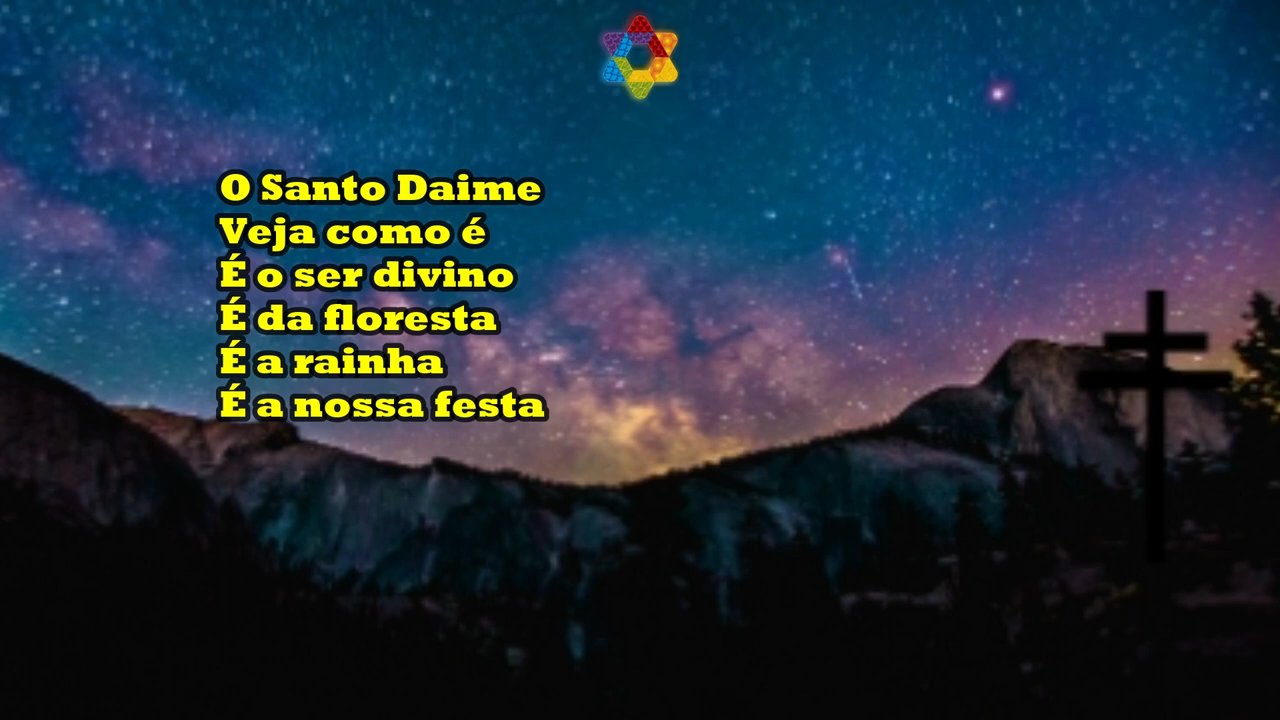 O Santo Daime
Veja como é
É o ser divino
É da floresta
É a rainha
É a nossa festa